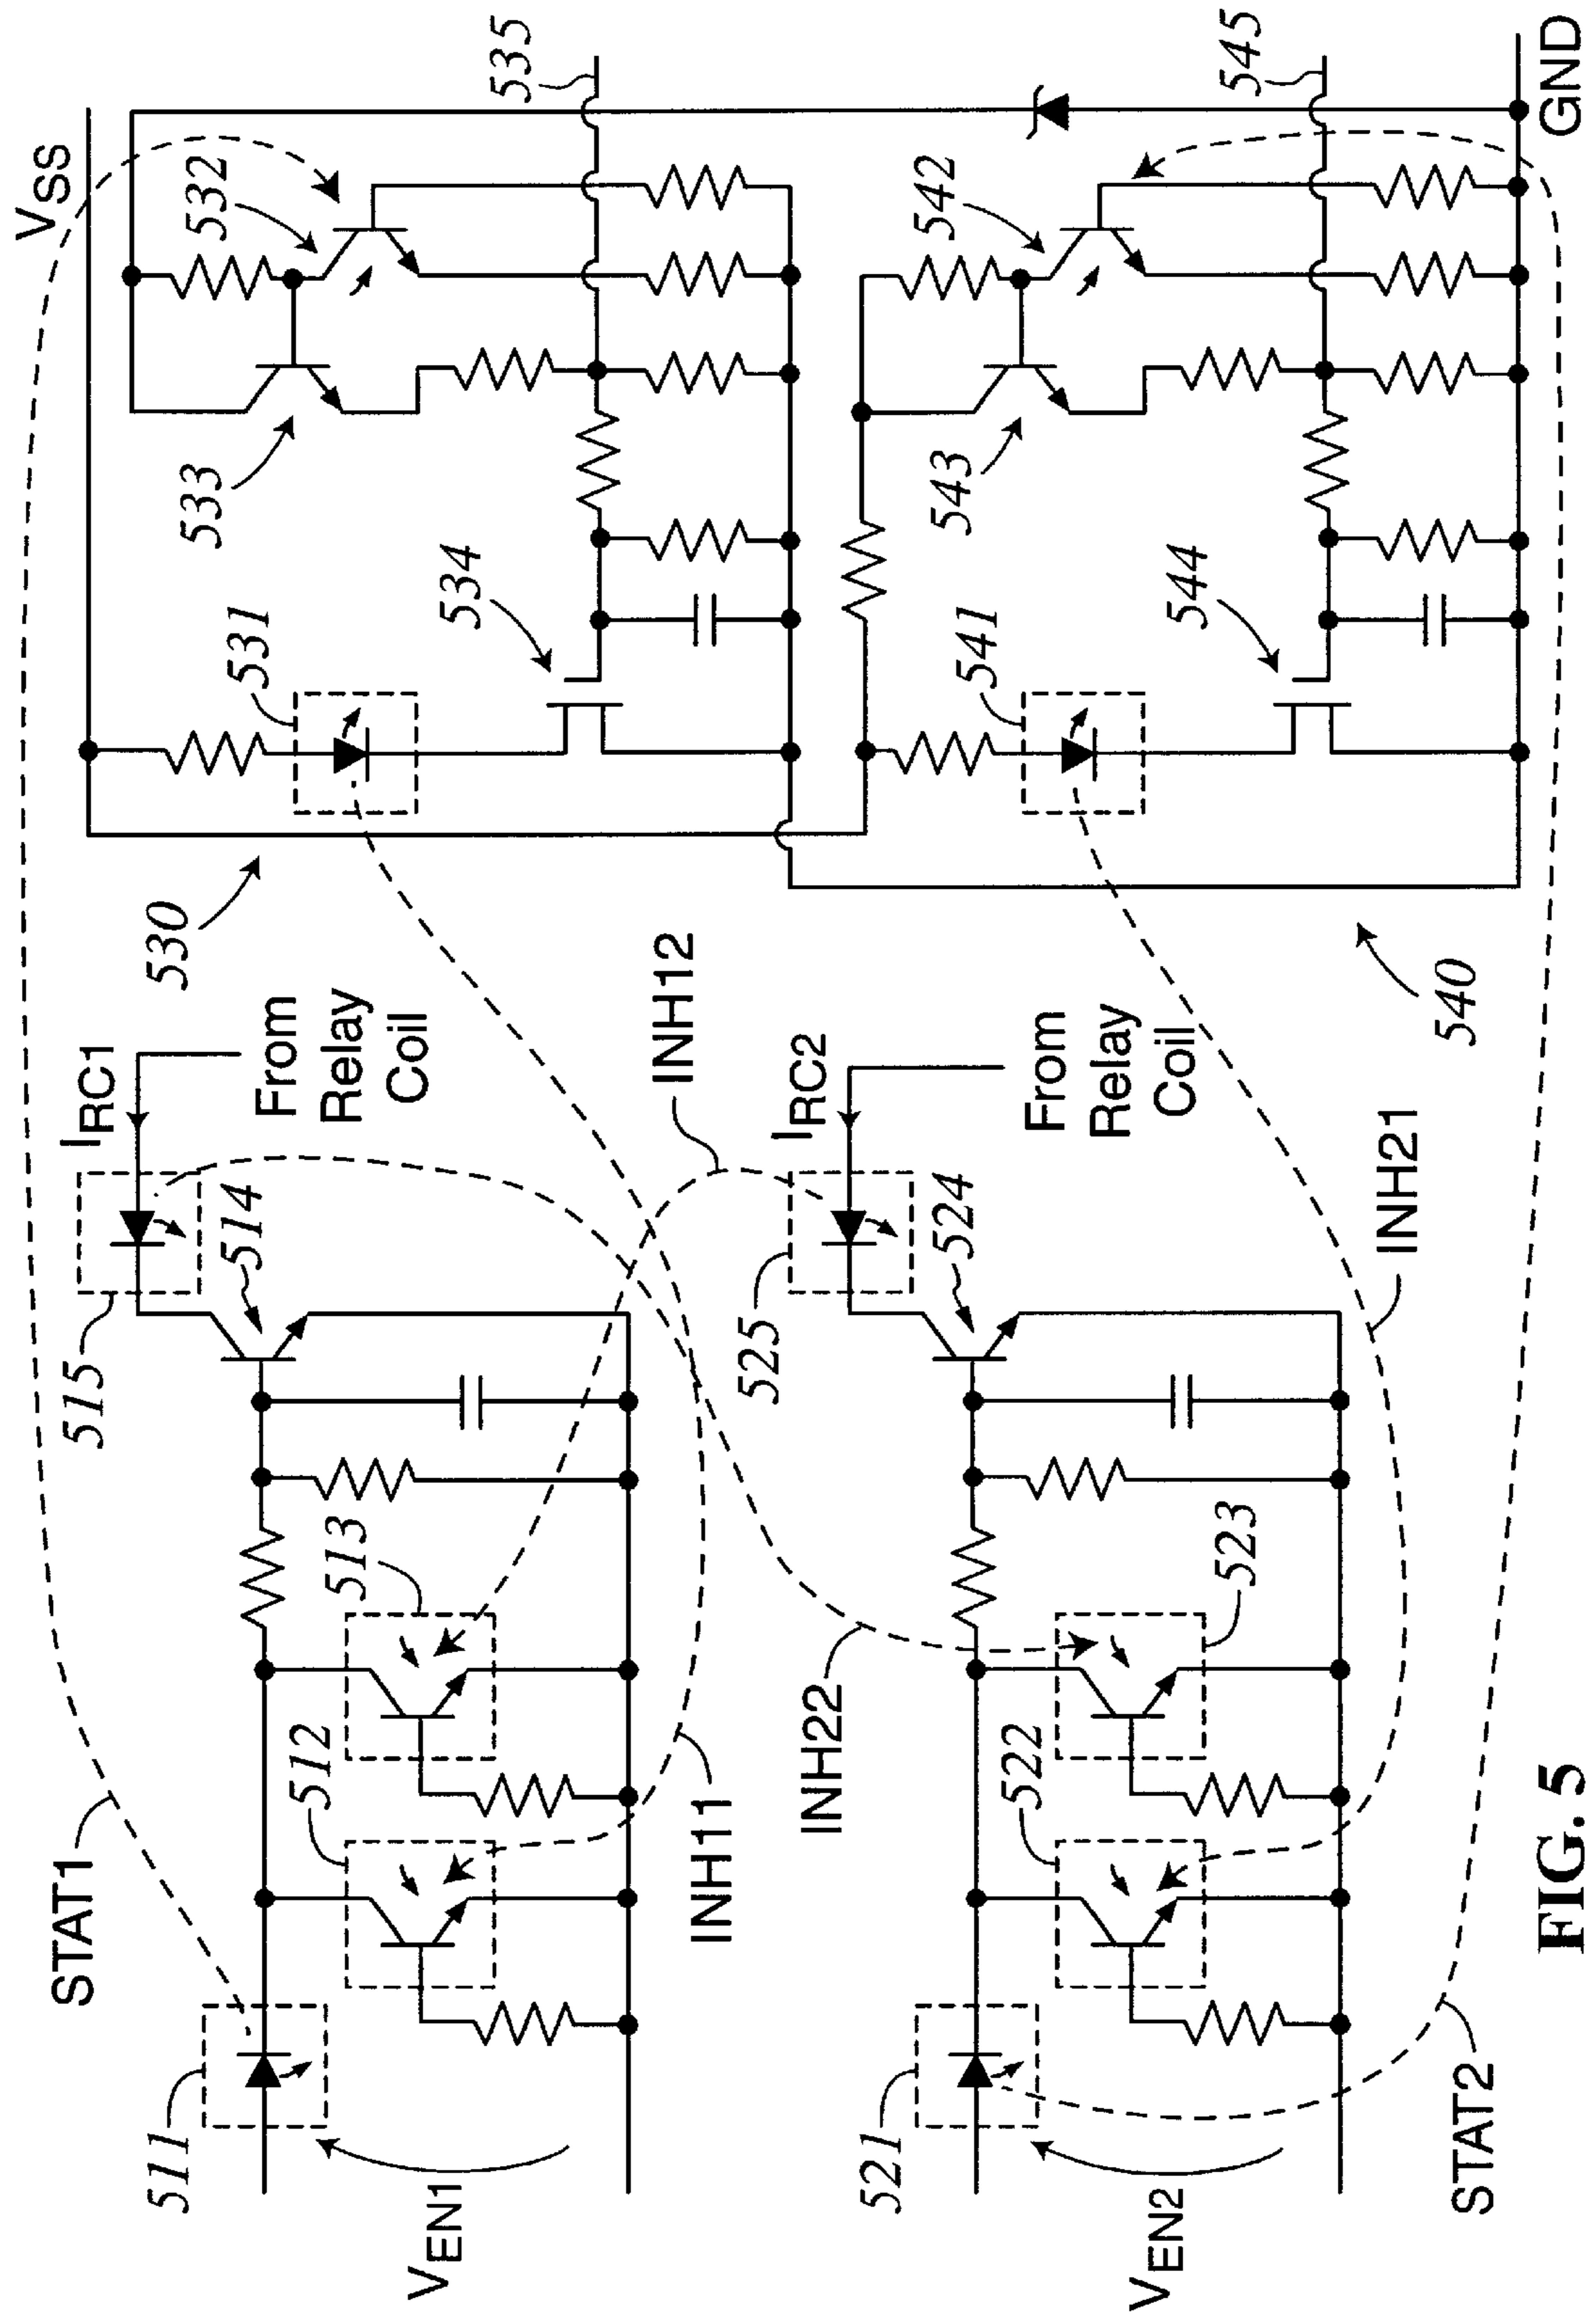 STAT1
511
VEN1
512
513
515
IRC1
514
From
Relay
Coil
INH11
INH12
INH22
521
VEN2
522
523
525
IRC2
524
From
Relay
Coil
INH21
STAT2
530
531
VSS
533
532
534
535
540
541
543
542
544
545
GND
FIG. 5